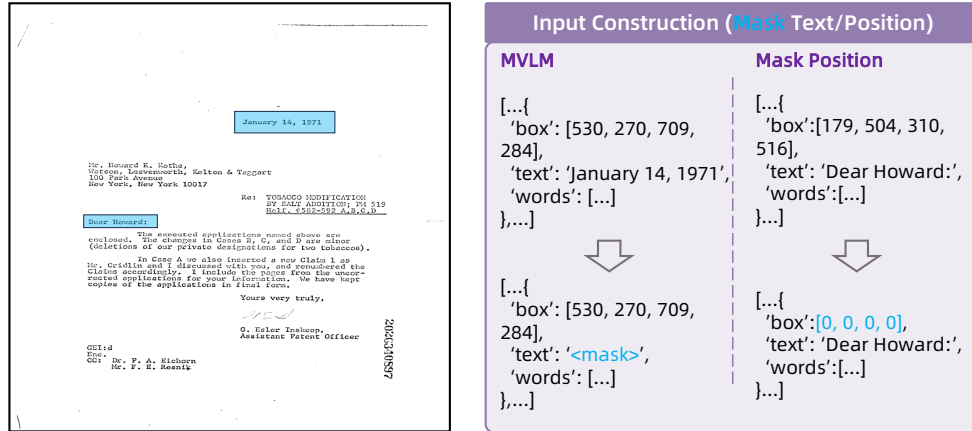 January 14, 1971
Mr. Howard K. Kothe,
Watson, Leavenworth, Kelton & Taggart
100 Park Avenue
New York, New York 10017
Re: TOBACCO MODIFICATION
BY SALT ADDITION; PM 519
Helf. #582-592 A,B,C,D
Dear Howard:
The executed applications named above are
enclosed. The changes in Cases B, C, and D are minor
(deletions of our private designations for two tobaccos).
In Case A we also inserted a new Claim 1 as
Mr. Gridlin and I discussed with you, and renumbered the
Claims accordingly. I include the pages from the uncor-
rected applications for your information. We have kept
copies of the applications in final form.
Yours very truly,
G. Esler Inskeep,
Assistant Patent Officer
GEI:d
Enc.
CC: Dr. P. A. Eichorn
Mr. F. E. Resnik
Input Construction (Mask Text/Position)
MVLM
[...{
'box': [530, 270, 709,
284],
'text': 'January 14, 1971',
'words': [...]
},...]
[...{
'box': [530, 270, 709,
284],
'text': '<mask>',
'words': [...]
},...]
Mask Position
[...{
'box':[179, 504, 310,
516],
'text': 'Dear Howard:',
'words':[...]
}...]
[...{
'box':[0, 0, 0, 0],
'text': 'Dear Howard:',
'words':[...]
}...]